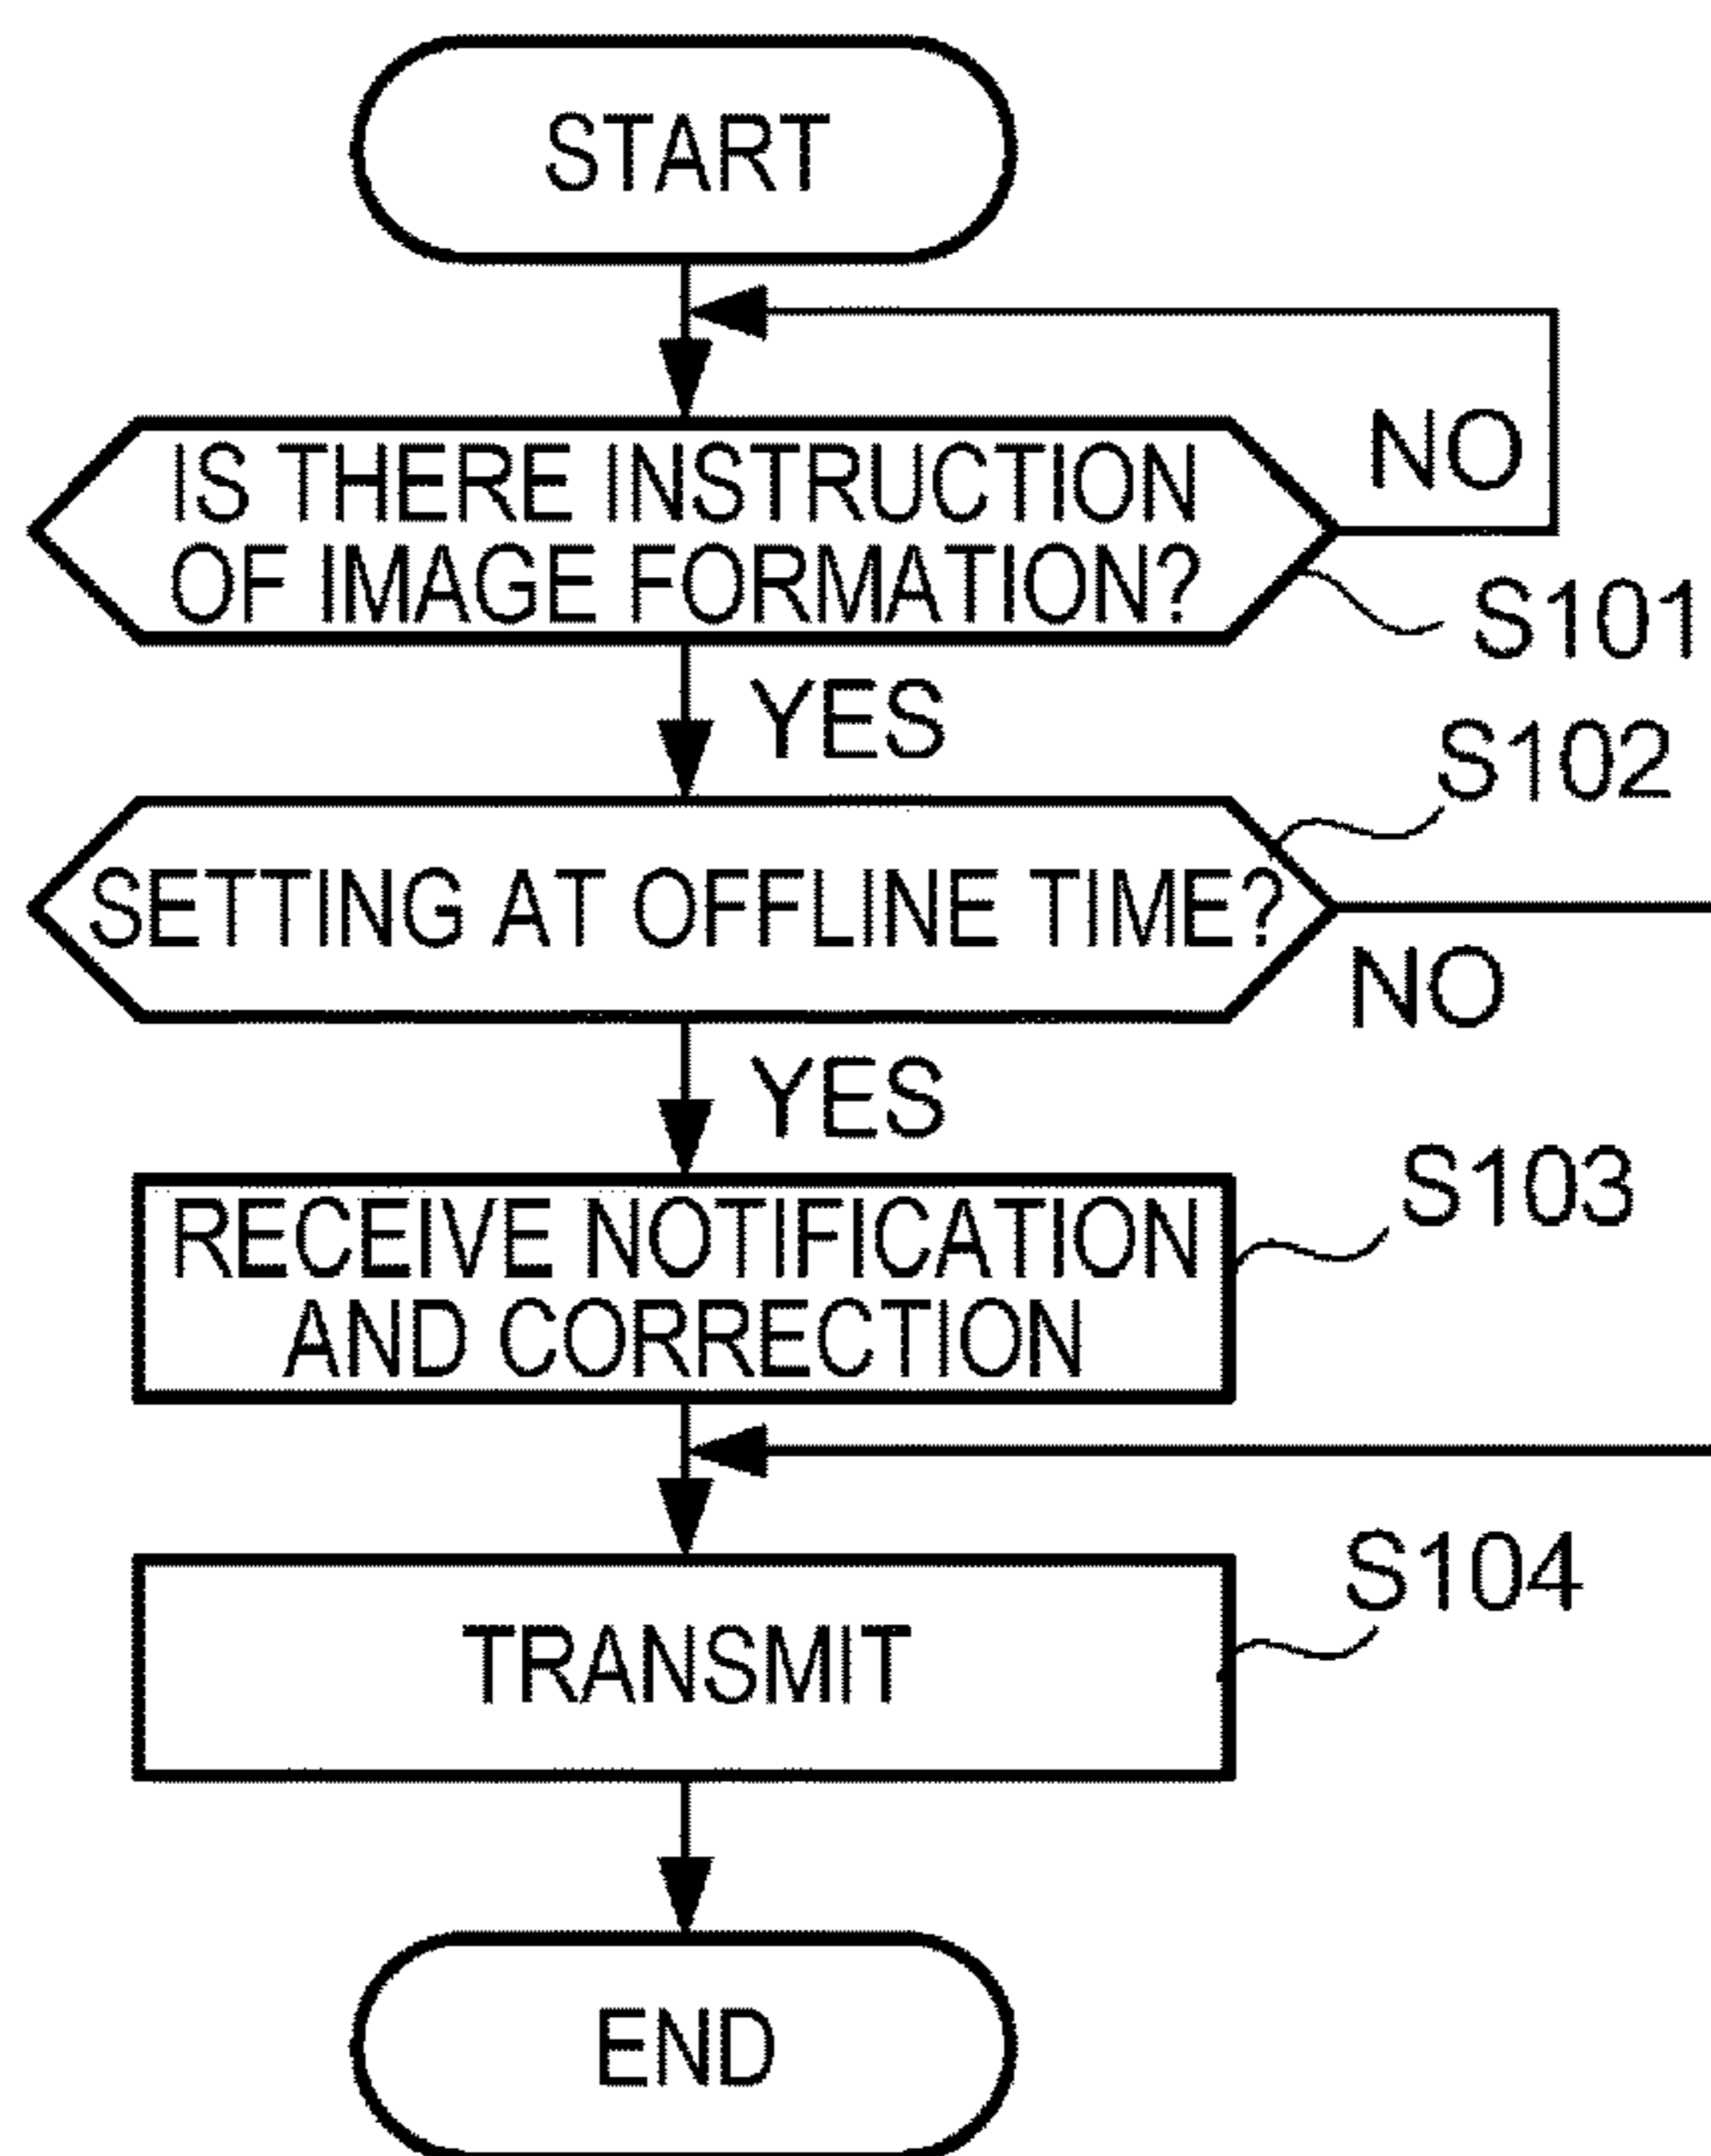 START
NO
IS THERE INSTRUCTION
OF IMAGE FORMATION?
S101
YES
S102
SETTING AT OFFLINE TIME?
NO
YES
S103
RECEIVE NOTIFICATION
AND CORRECTION
S104
TRANSMIT
END